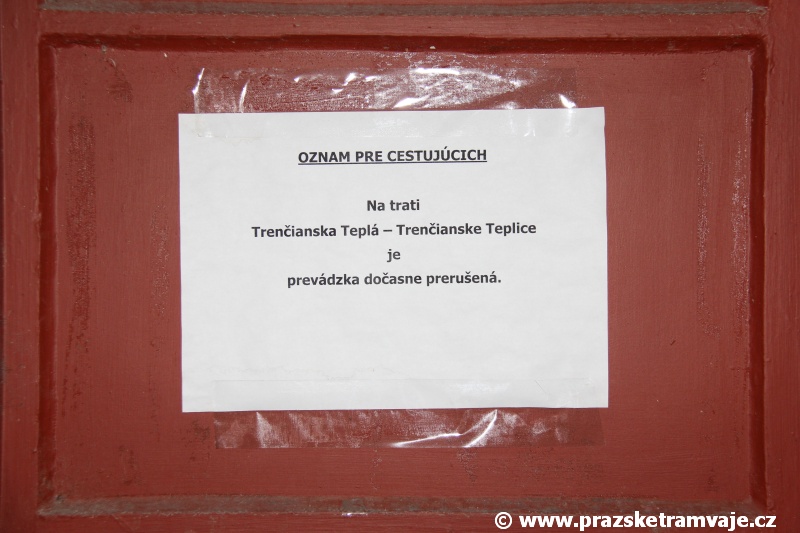 OZNAM PRE CESTUJÚCICH
Na trati
Trenčianska Teplá – Trenčianske Teplice
je
prevádzka dočasne prerušená.
© www.prazsketramvaje.cz